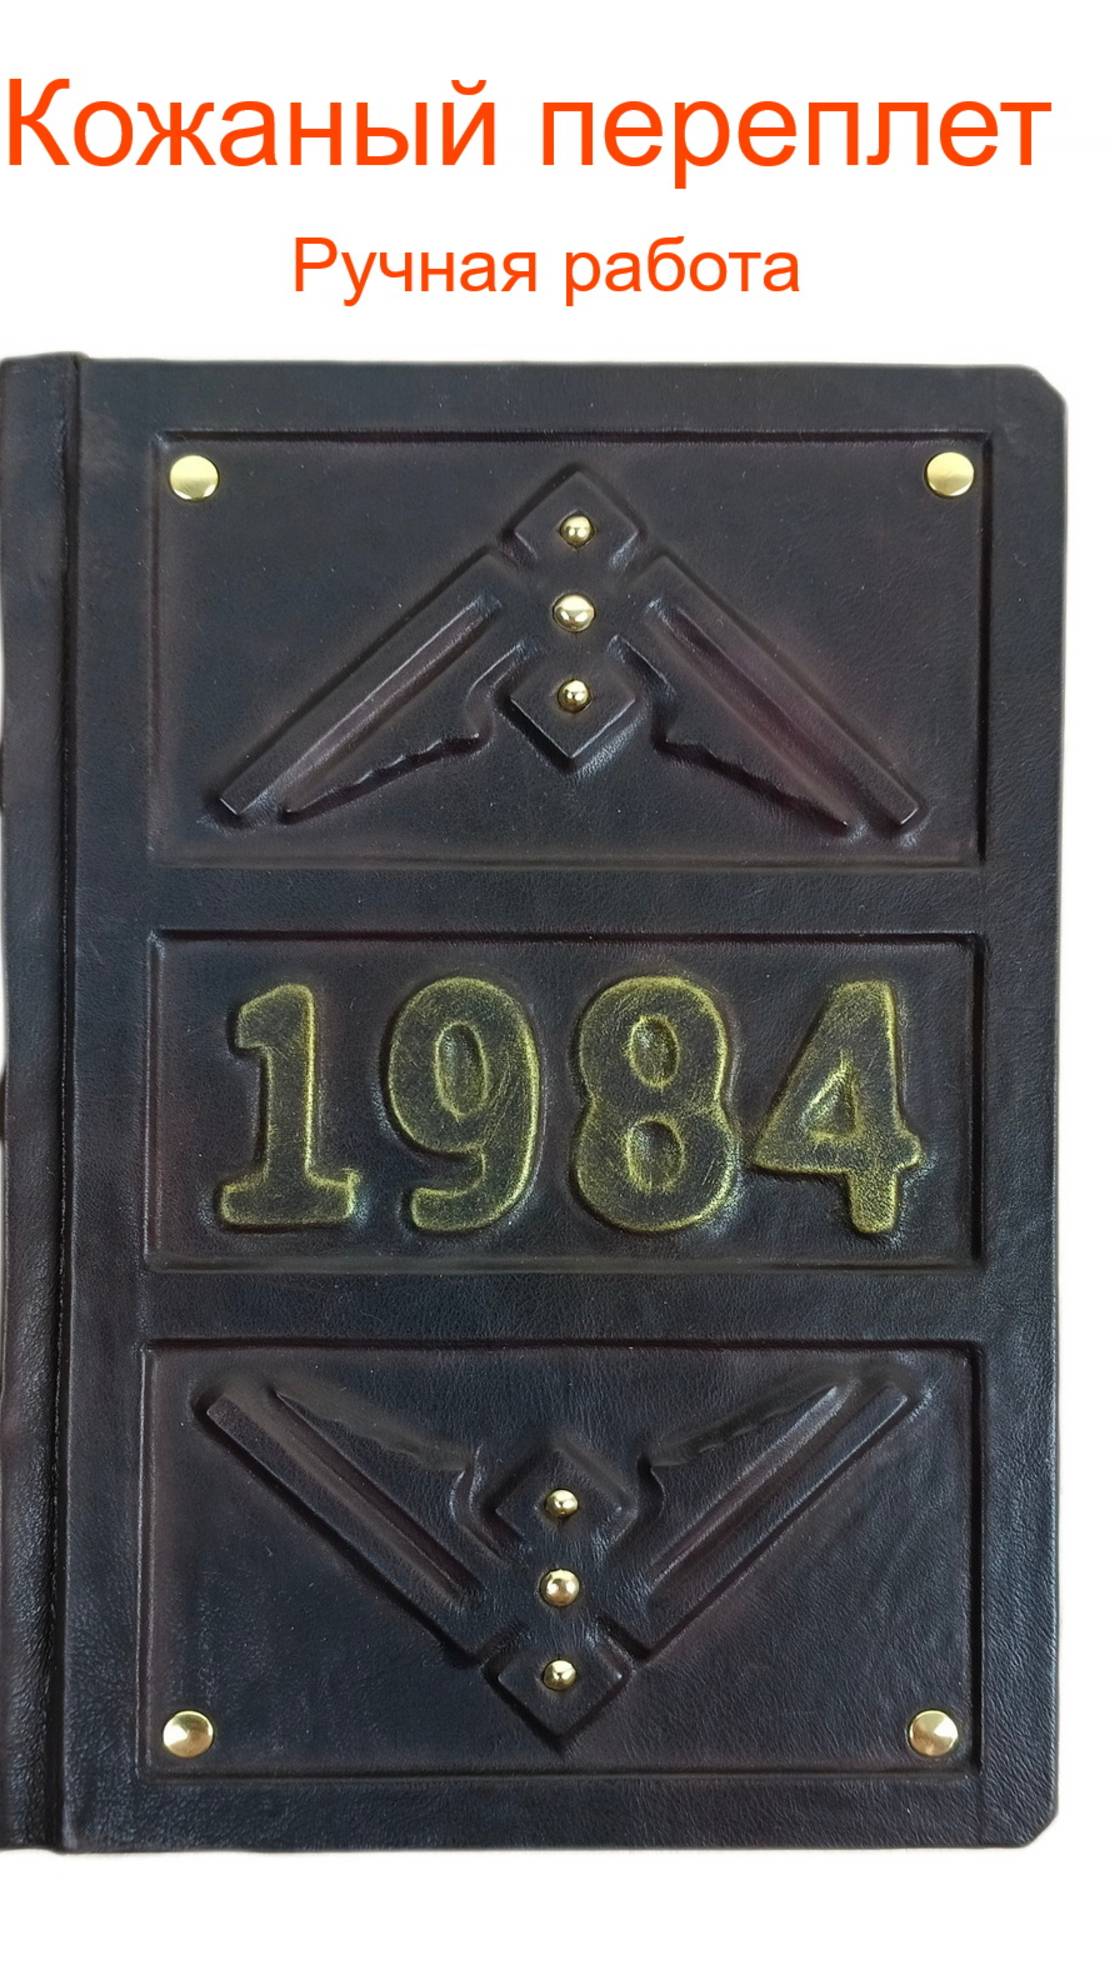 Кожаный переплет
Ручная работа
1984